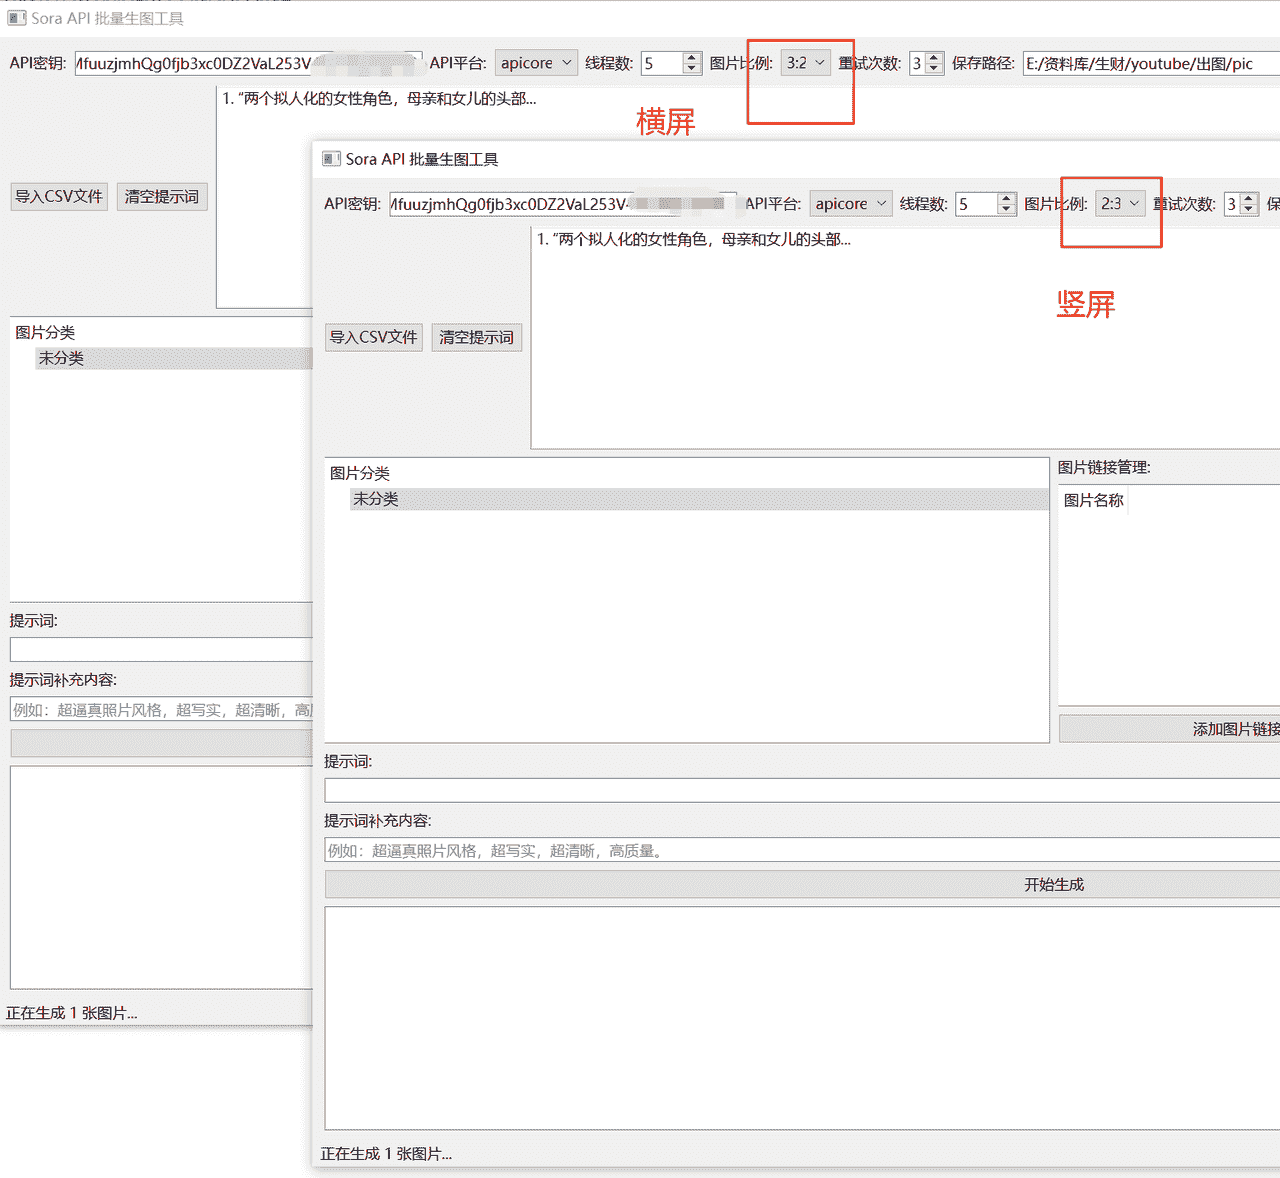 Sora API 批量生图工具
API密钥: API平台: apicore 线程数: 5 图片比例: 3:2 重试次数: 3 保存路径: E:/资料库/生财/youtube/出图/pic
1. “两个拟人化的女性角色，母亲和女儿的头部...
横屏
导入CSV文件 清空提示词
图片分类
未分类
提示词:
提示词补充内容:
例如：超逼真照片风格，超写实，超清晰，高
正在生成 1 张图片...
Sora API 批量生图工具
API密钥: API平台: apicore 线程数: 5 图片比例: 2:3 重试次数: 3 保
1. “两个拟人化的女性角色，母亲和女儿的头部...
竖屏
导入CSV文件 清空提示词
图片分类
未分类
图片链接管理:
图片名称
添加图片链接
提示词:
提示词补充内容:
例如：超逼真照片风格，超写实，超清晰，高质量。
开始生成
正在生成 1 张图片...